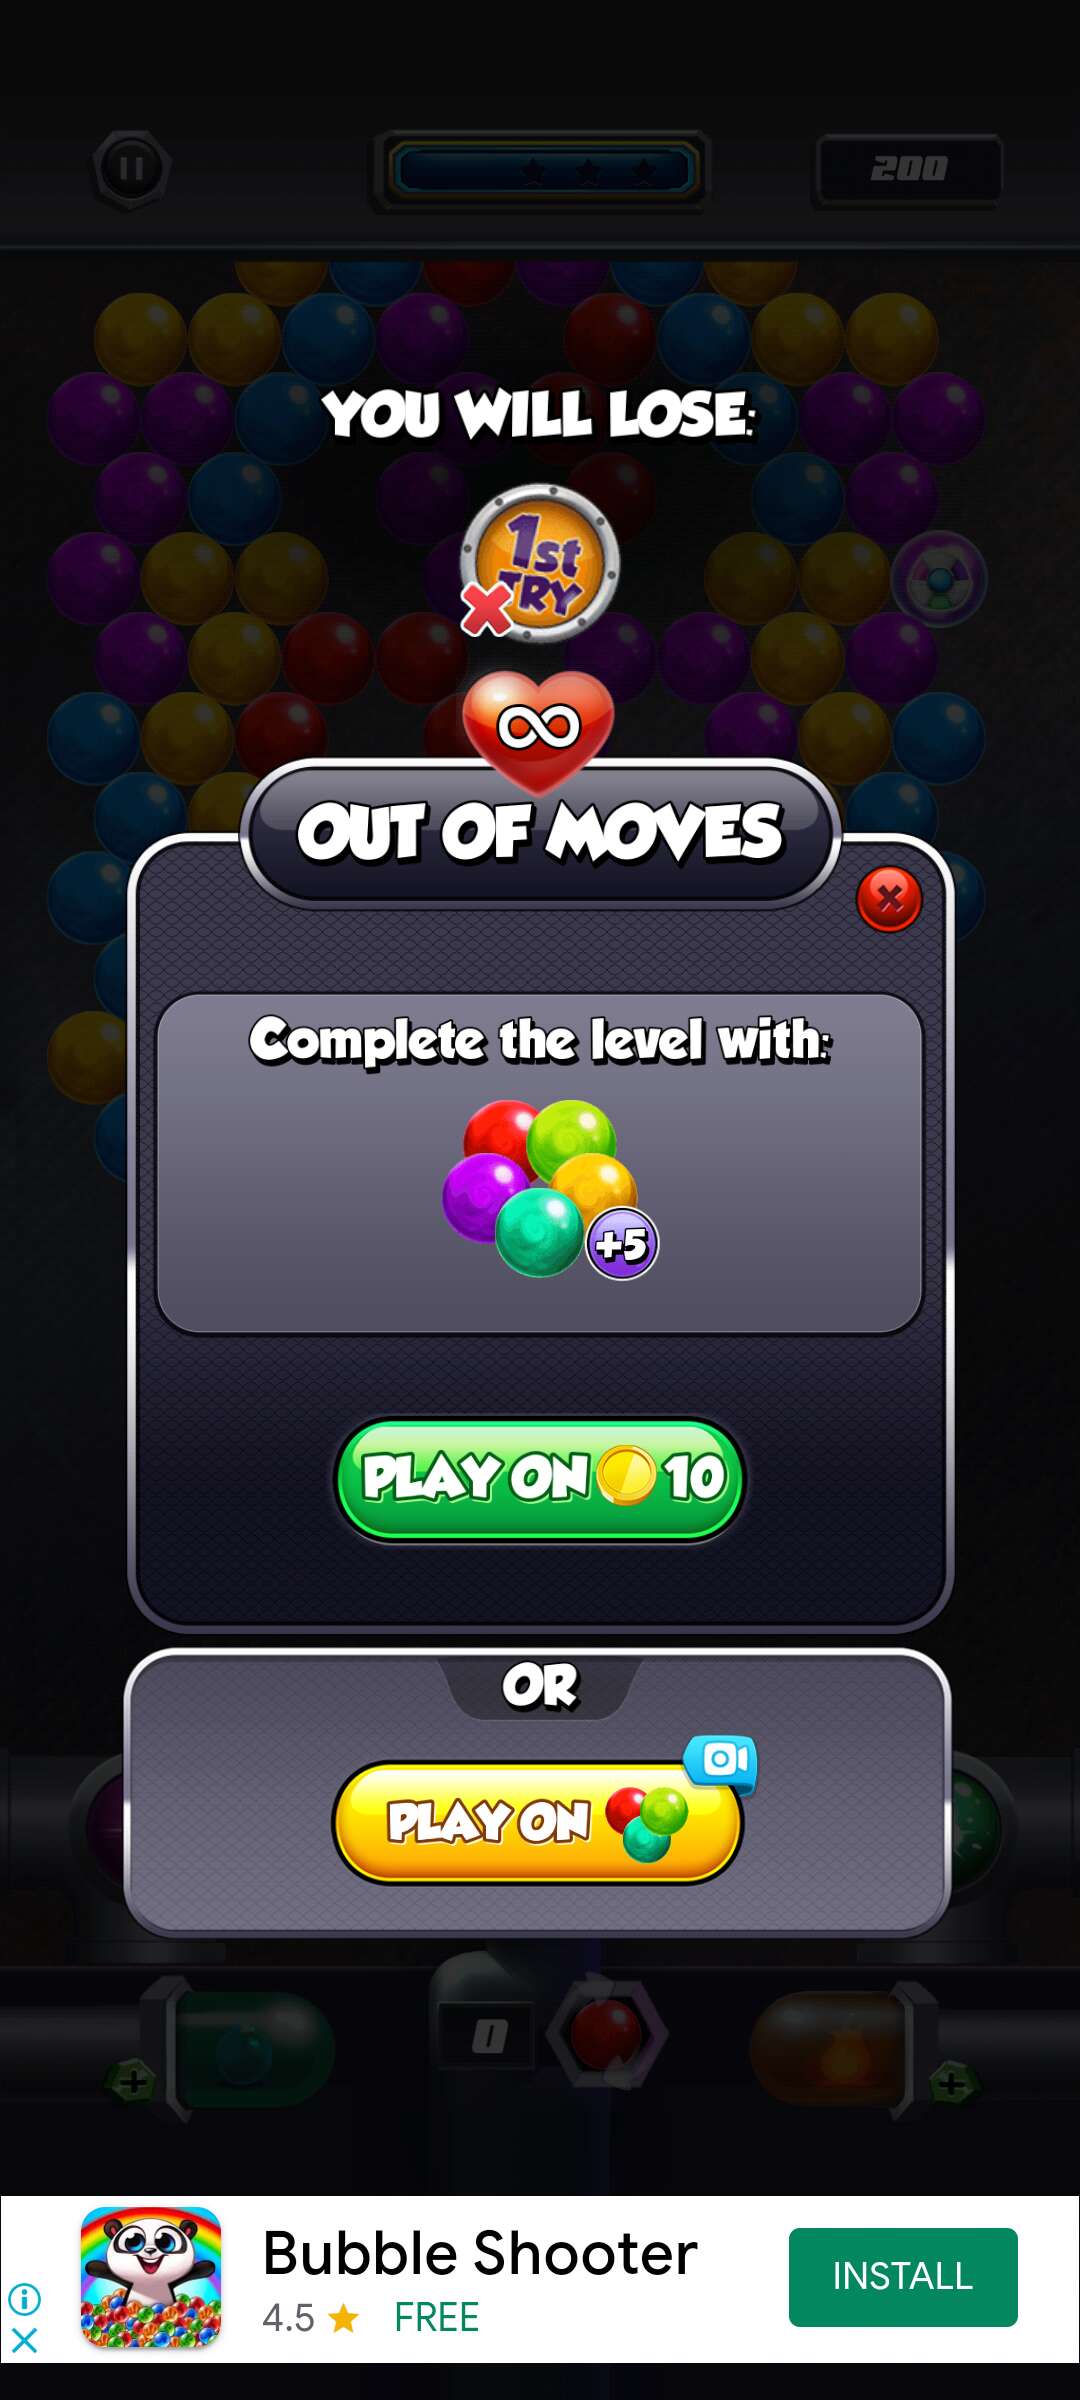 200
YOU WILL LOSE:
1st
TRY
OUT OF MOVES
Complete the level with:
+5
PLAY ON 10
OR
PLAY ON
0
Bubble Shooter
4.5 FREE
INSTALL